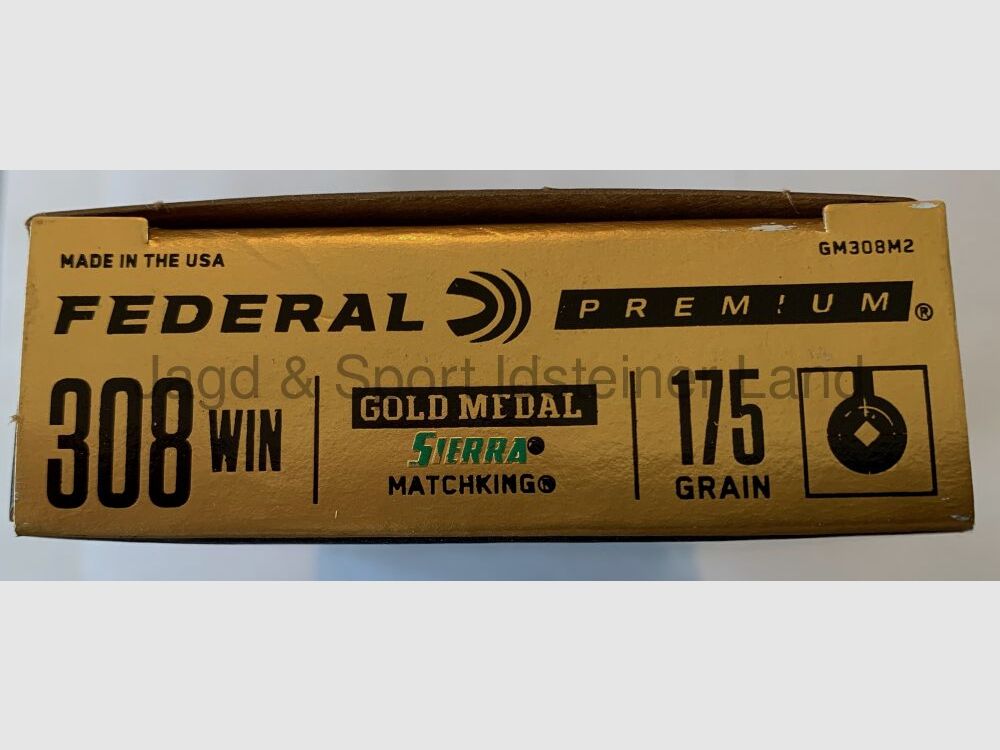 MADE IN THE USA
GM308M2
FEDERAL PREMIUM®
Jagd & Sport Idsteiner Land
308 WIN
GOLD MEDAL
SIERRA
MATCHKING®
175
GRAIN